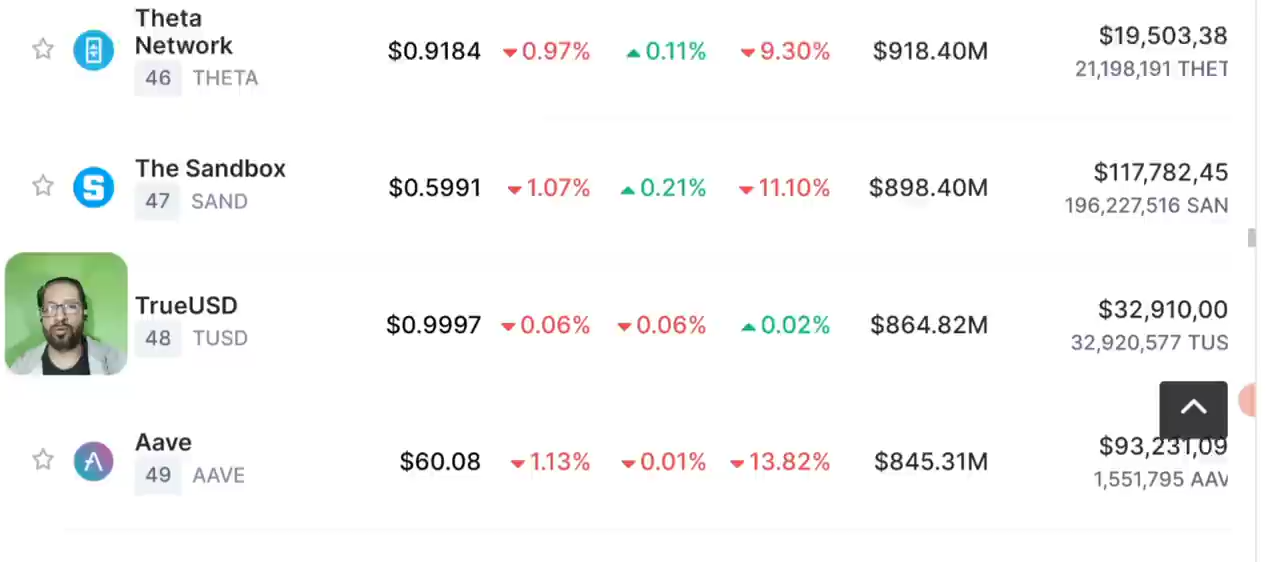 Theta
Network
46 THETA
$0.9184 0.97% 0.11% 9.30% $918.40M $19,503,38
21,198,191 THET
The Sandbox
47 SAND
$0.5991 1.07% 0.21% 11.10% $898.40M $117,782,45
196,227,516 SAN
TrueUSD
48 TUSD
$0.9997 0.06% 0.06% 0.02% $864.82M $32,910,00
32,920,577 TUS
Aave
49 AAVE
$60.08 1.13% 0.01% 13.82% $845.31M $93,231,09
1,551,795 AAV